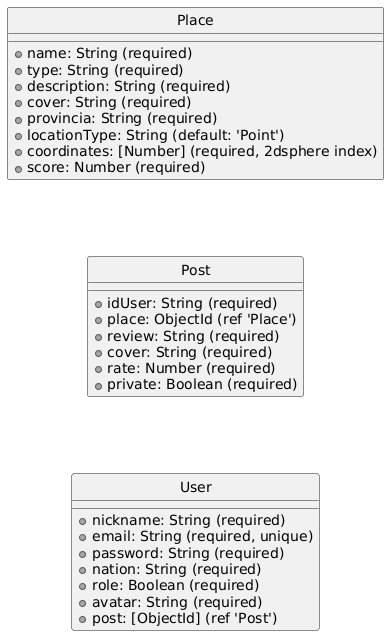 Place
name: String (required)
type: String (required)
description: String (required)
cover: String (required)
provincia: String (required)
locationType: String (default: 'Point')
coordinates: [Number] (required, 2dsphere index)
score: Number (required)
Post
idUser: String (required)
place: ObjectId (ref 'Place')
review: String (required)
cover: String (required)
rate: Number (required)
private: Boolean (required)
User
nickname: String (required)
email: String (required, unique)
password: String (required)
nation: String (required)
role: Boolean (required)
avatar: String (required)
post: [ObjectId] (ref 'Post')